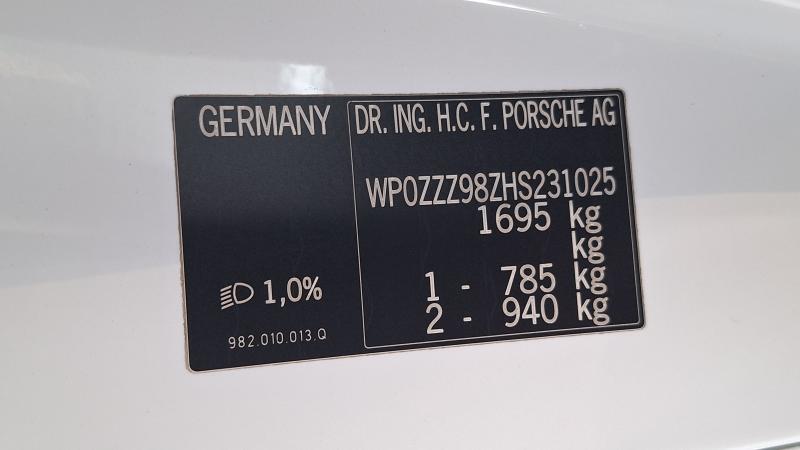 GERMANY
DR. ING. H.C. F. PORSCHE AG
WP0ZZZ98ZHS231025
1695 kg
kg
1 - 785 kg
2 - 940 kg
1,0%
982.010.013.Q